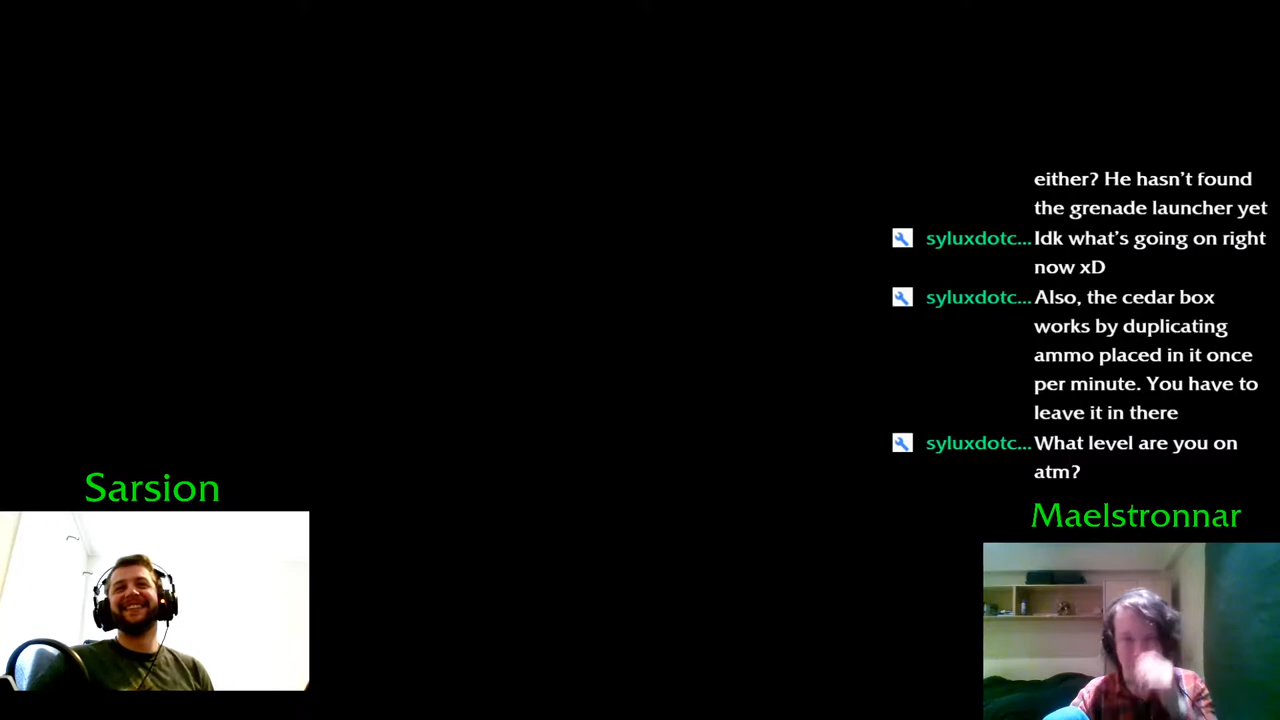 either? He hasn't found
the grenade launcher yet
syluxdotc... Idk what's going on right
now xD
syluxdotc... Also, the cedar box
works by duplicating
ammo placed in it once
per minute. You have to
leave it in there
syluxdotc... What level are you on
atm?
Sarsion
Maelstronnar